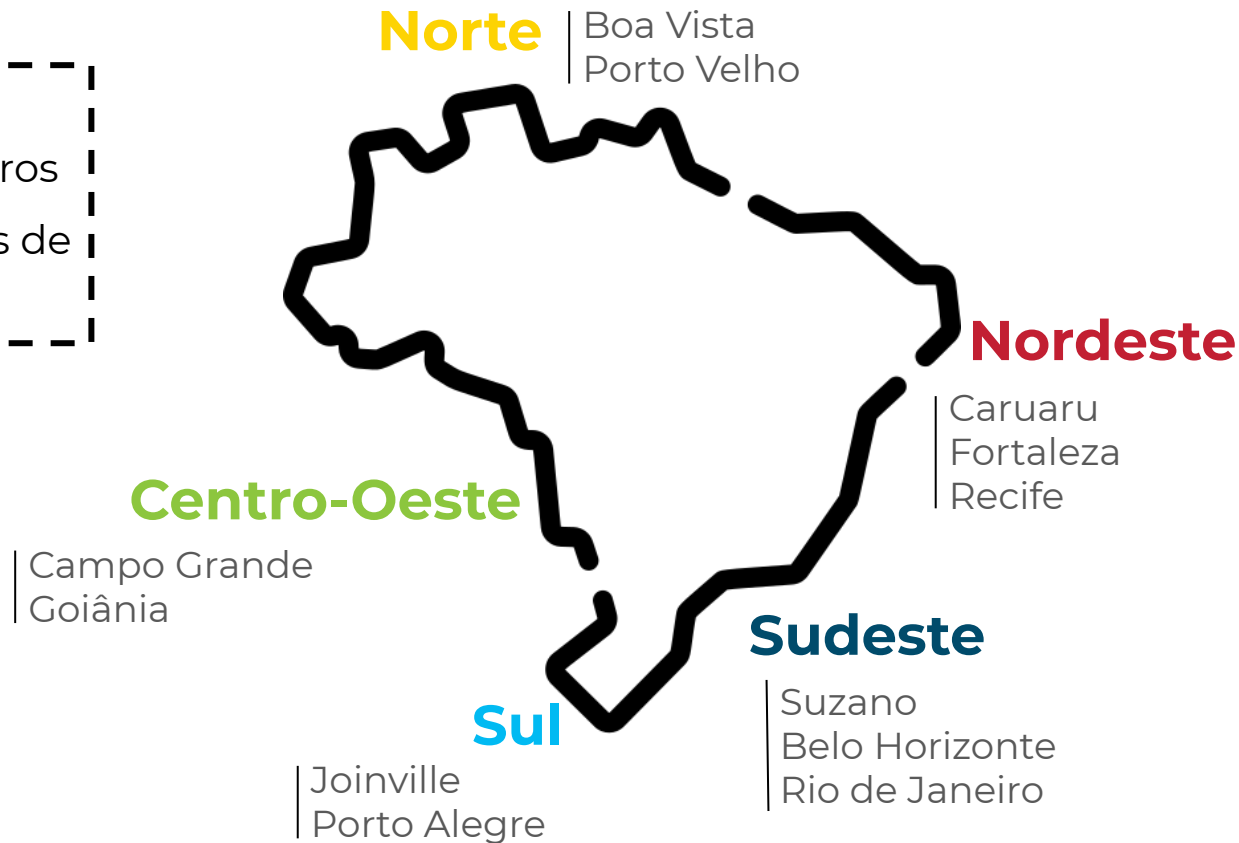 Norte
Boa Vista
Porto Velho
ros
s de
Nordeste
Caruaru
Fortaleza
Recife
Centro-Oeste
Campo Grande
Goiânia
Sudeste
Suzano
Belo Horizonte
Rio de Janeiro
Sul
Joinville
Porto Alegre